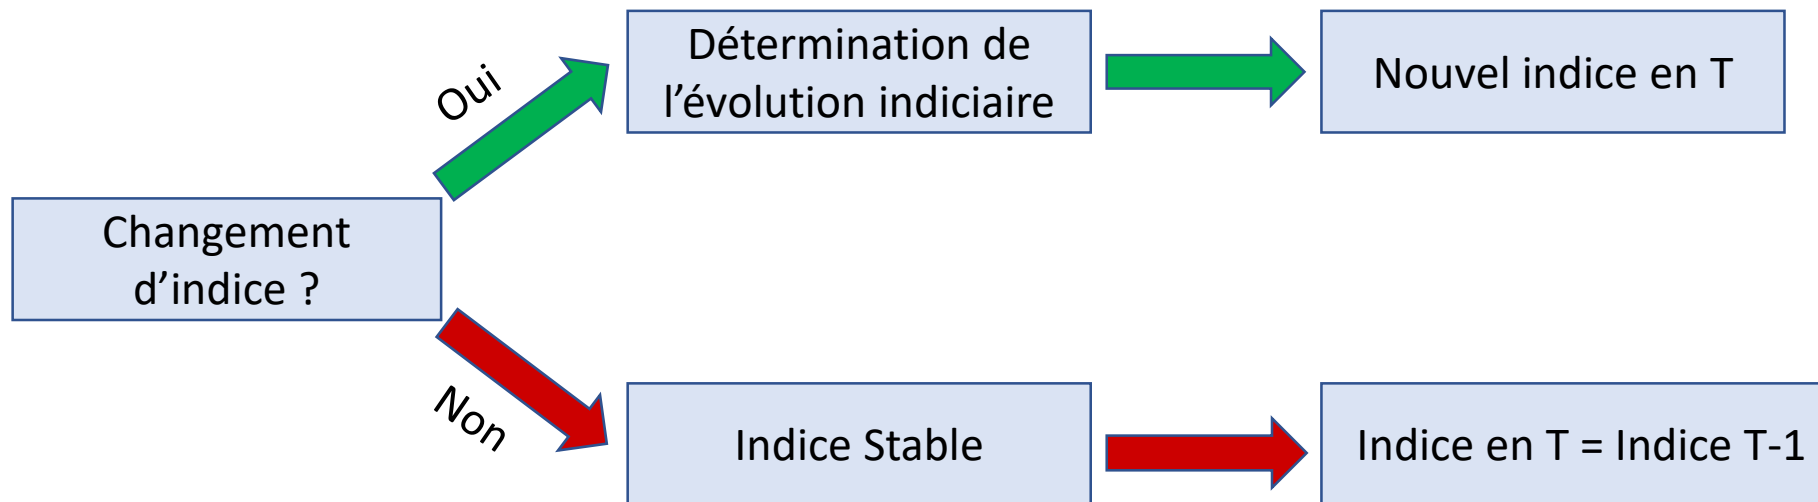 Oui
Détermination de
l’évolution indiciaire
Nouvel indice en T
Changement
d’indice ?
Non
Indice Stable
Indice en T = Indice T-1